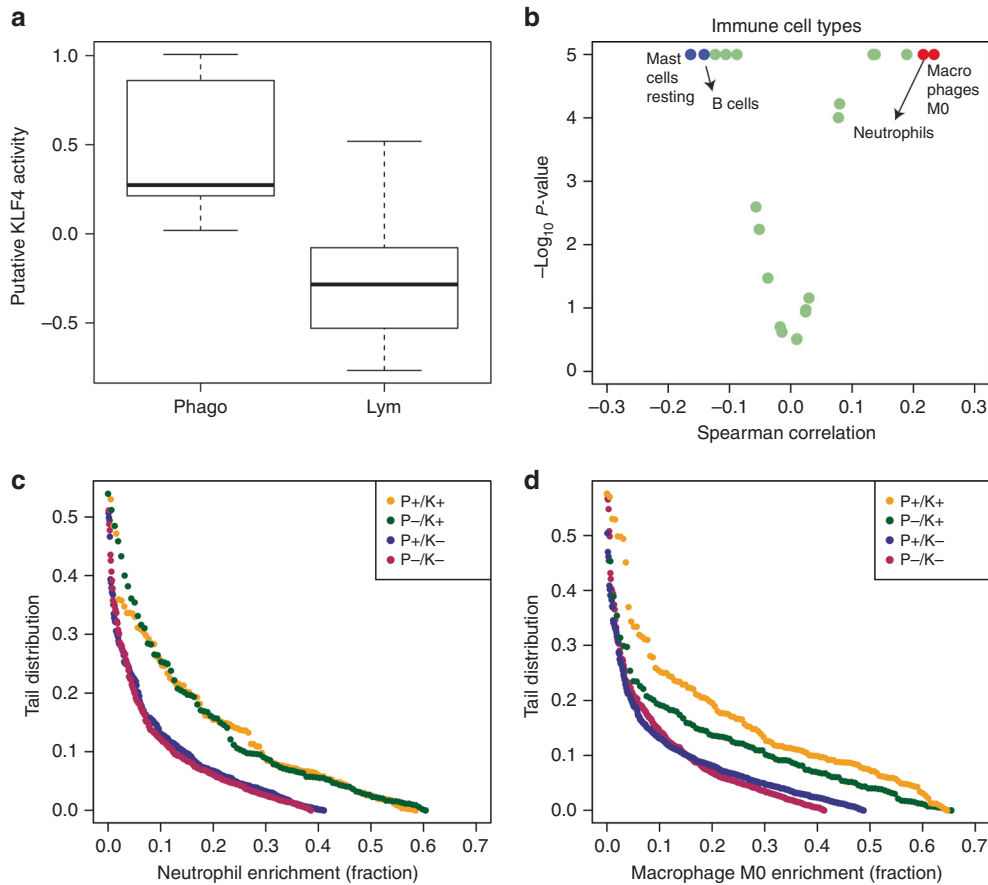 a
Putative KLF4 activity
1.0
0.5
0.0
−0.5
Phago
Lym
b
Immune cell types
−Log10 P-value
5
4
3
2
1
0
Mast
cells
resting
B cells
Macro
phages
M0
Neutrophils
−0.3 −0.2 −0.1 0.0 0.1 0.2 0.3
Spearman correlation
c
Tail distribution
0.5
0.4
0.3
0.2
0.1
0.0
P+/K+
P−/K+
P+/K−
P−/K−
0.0 0.1 0.2 0.3 0.4 0.5 0.6 0.7
Neutrophil enrichment (fraction)
d
Tail distribution
0.5
0.4
0.3
0.2
0.1
0.0
P+/K+
P−/K+
P+/K−
P−/K−
0.0 0.1 0.2 0.3 0.4 0.5 0.6 0.7
Macrophage M0 enrichment (fraction)